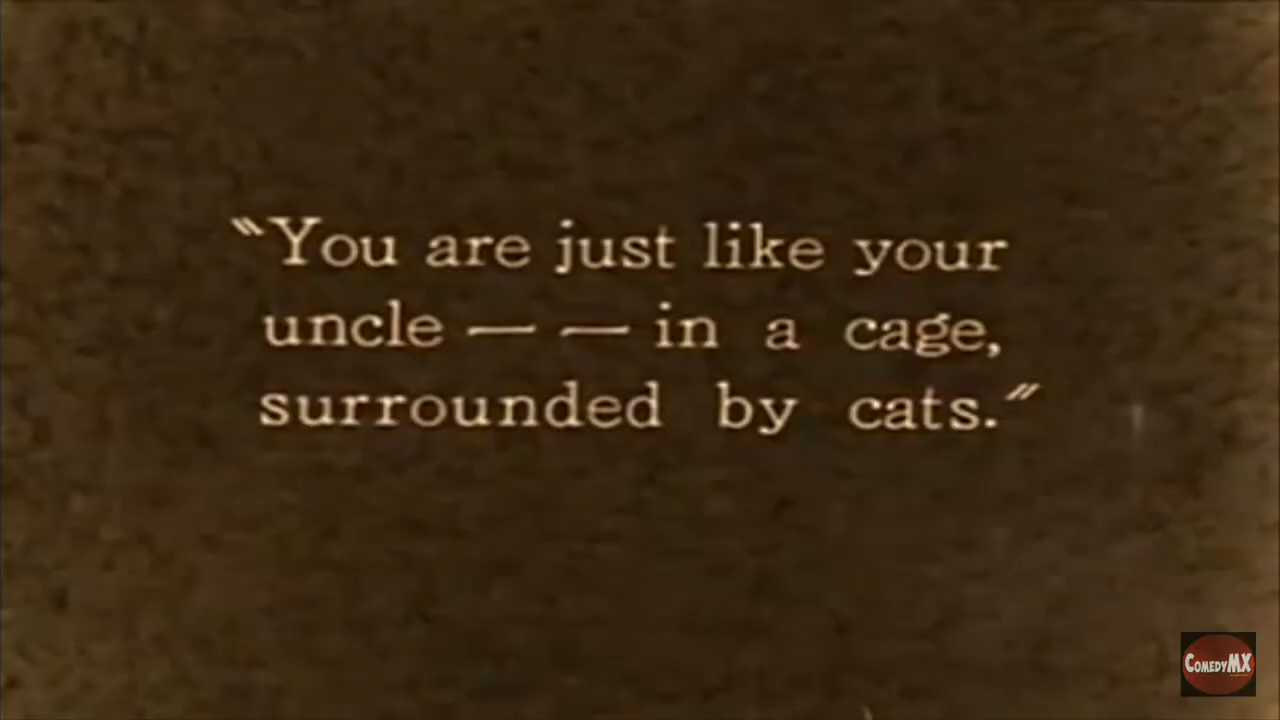 "You are just like your
uncle — — in a cage,
surrounded by cats."
COMEDYMX